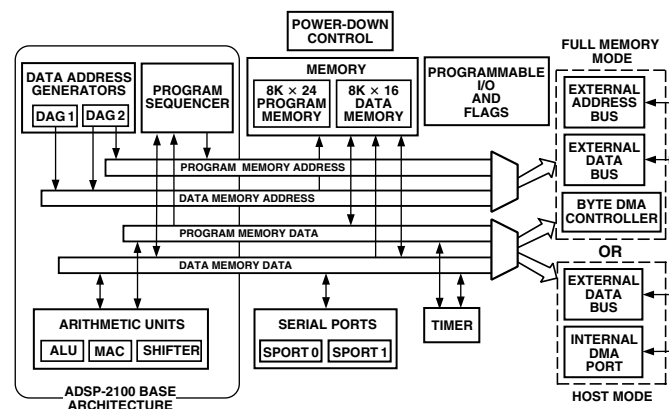 POWER-DOWN
CONTROL
FULL MEMORY
MODE
DATA ADDRESS
GENERATORS
DAG 1
DAG 2
PROGRAM
SEQUENCER
MEMORY
8K × 24
PROGRAM
MEMORY
8K × 16
DATA
MEMORY
PROGRAMMABLE
I/O
AND
FLAGS
EXTERNAL
ADDRESS
BUS
EXTERNAL
DATA
BUS
BYTE DMA
CONTROLLER
OR
EXTERNAL
DATA
BUS
INTERNAL
DMA
PORT
HOST MODE
PROGRAM MEMORY ADDRESS
DATA MEMORY ADDRESS
PROGRAM MEMORY DATA
DATA MEMORY DATA
ARITHMETIC UNITS
ALU
MAC
SHIFTER
SERIAL PORTS
SPORT 0
SPORT 1
TIMER
ADSP-2100 BASE
ARCHITECTURE